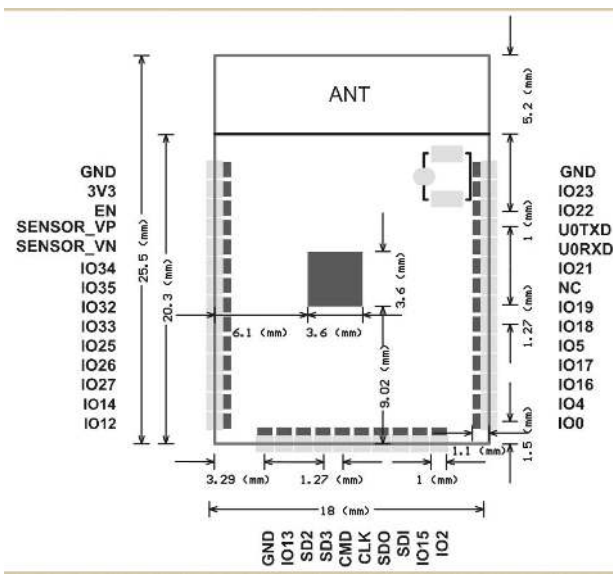 ANT
5.2 (mm)
GND
3V3
EN
SENSOR_VP
SENSOR_VN
IO34
IO35
IO32
IO33
IO25
IO26
IO27
IO14
IO12
25.5 (mm)
20.3 (mm)
6.1 (mm)
3.6 (mm)
3.6 (mm)
9.02 (mm)
1 (mm)
1.27 (mm)
1.5 (mm)
1.1 (mm)
GND
IO23
IO22
U0TXD
U0RXD
IO21
NC
IO19
IO18
IO5
IO17
IO16
IO4
IO0
3.29 (mm)
1.27 (mm)
1 (mm)
18 (mm)
GND
IO13
SD2
SD3
CMD
CLK
SDO
SDI
IO15
IO2